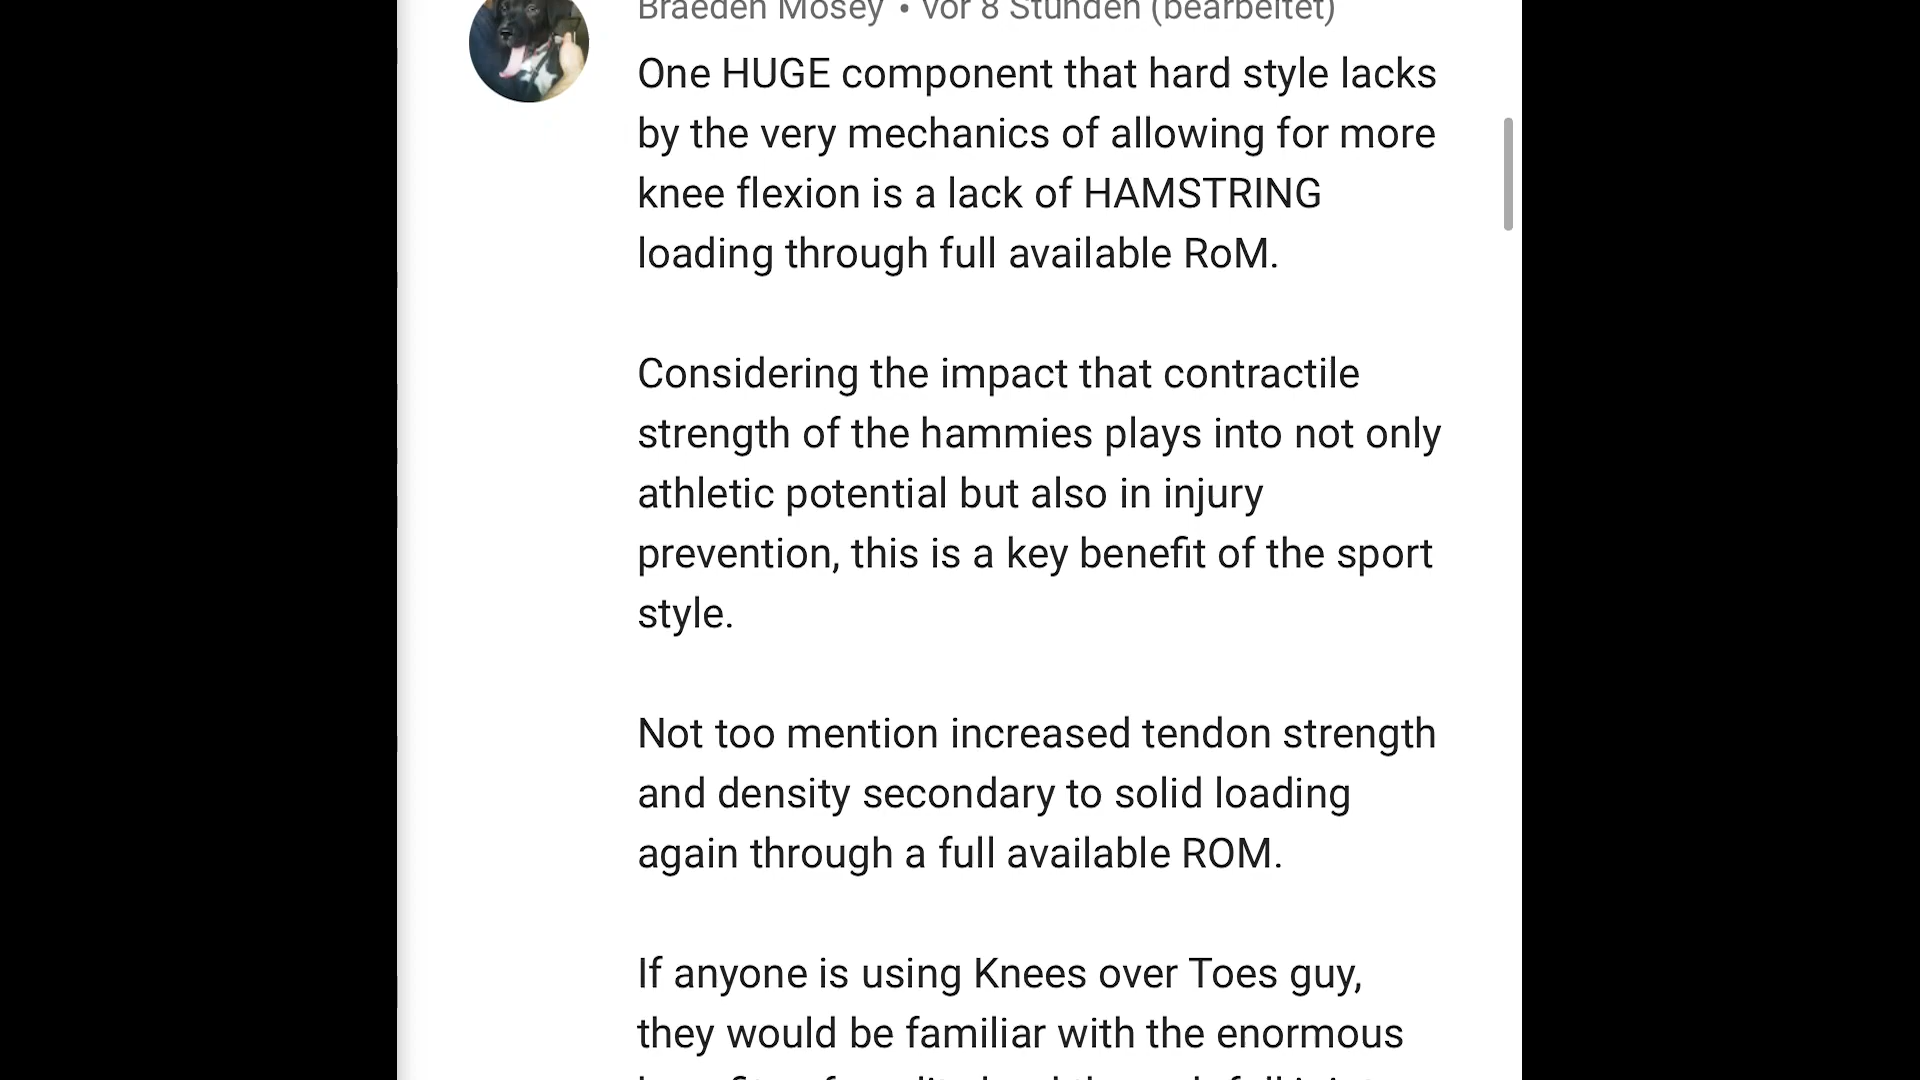 Braeden Mosey • vor 8 Stunden (bearbeitet)
One HUGE component that hard style lacks
by the very mechanics of allowing for more
knee flexion is a lack of HAMSTRING
loading through full available RoM.
Considering the impact that contractile
strength of the hammies plays into not only
athletic potential but also in injury
prevention, this is a key benefit of the sport
style.
Not too mention increased tendon strength
and density secondary to solid loading
again through a full available ROM.
If anyone is using Knees over Toes guy,
they would be familiar with the enormous